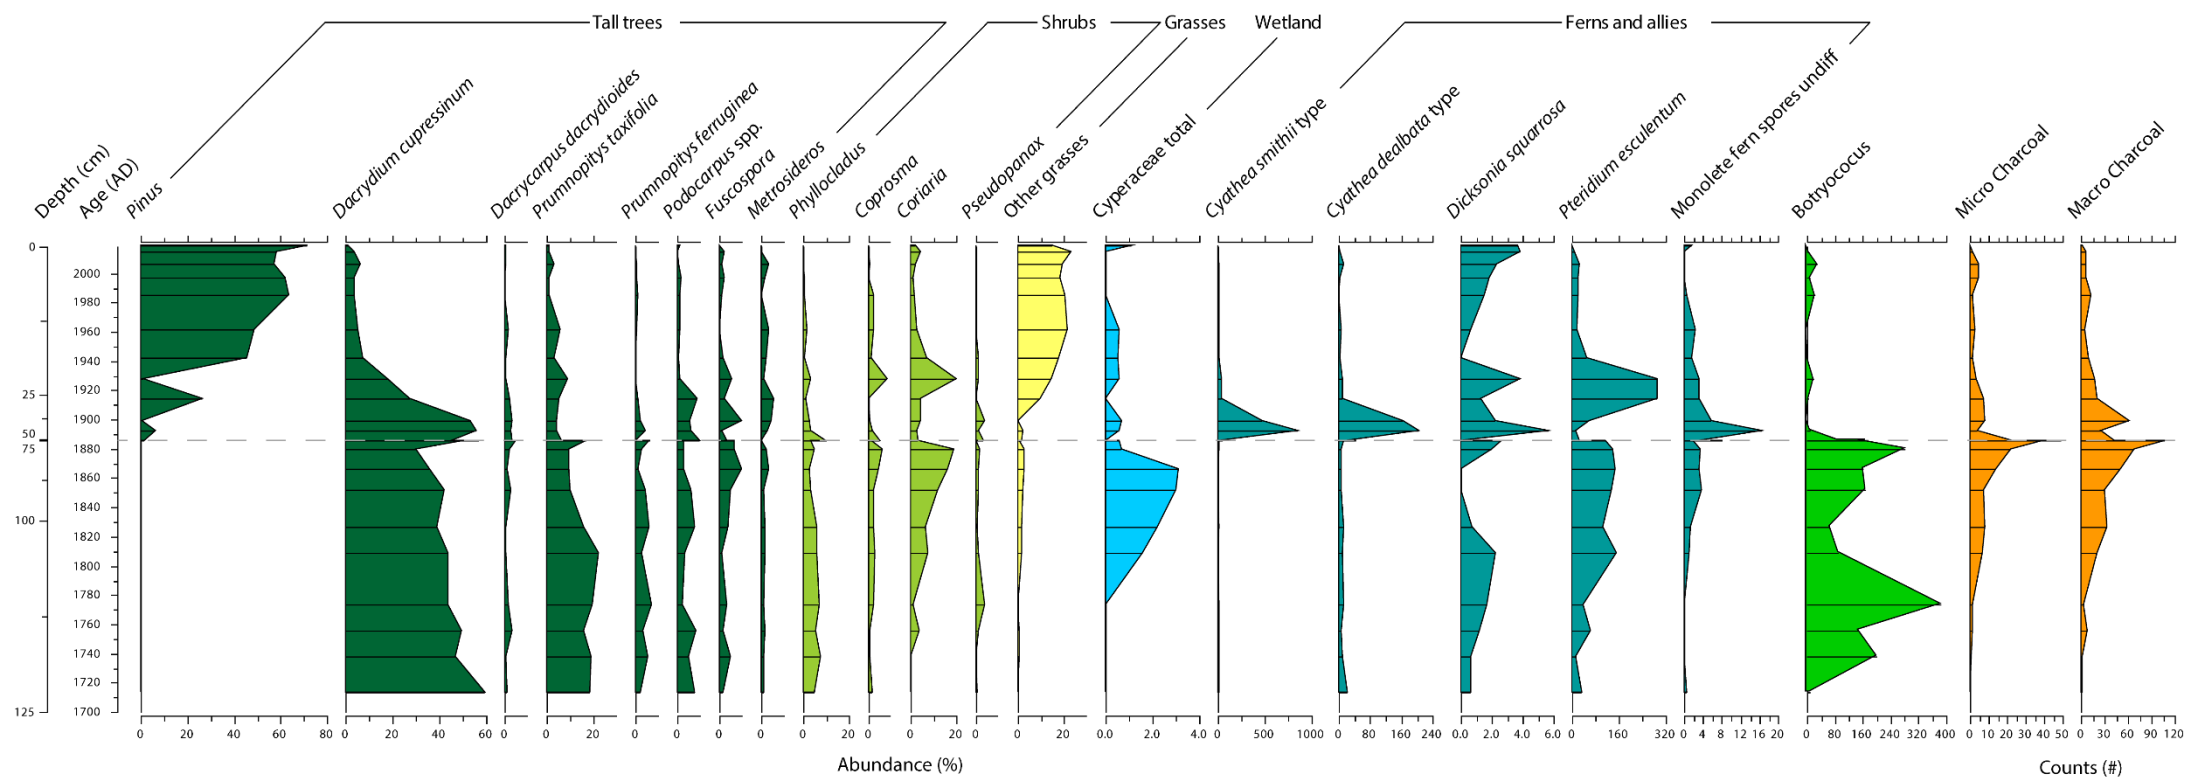 Tall trees
Shrubs
Grasses
Wetland
Ferns and allies
Depth (cm)
Age (AD)
Pinus
Dacrydium cupressinum
Dacrycarpus dacrydioides
Prumnopitys taxifolia
Prumnopitys ferruginea
Podocarpus spp.
Fuscospora
Metrosideros
Phyllocladus
Coprosma
Coriaria
Pseudopanax
Other grasses
Cyperaceae total
Cyathea smithii type
Cyathea dealbata type
Dicksonia squarrosa
Pteridium esculentum
Monolete fern spores undiff
Botryococus
Micro Charcoal
Macro Charcoal
0
25
50
75
100
125
2000
1980
1960
1940
1920
1900
1880
1860
1840
1820
1800
1780
1760
1740
1720
1700
0 20 40 60 80
0 20 40 60
0
0 20
0
0
0
0
0 20
0
0 20
0
0 20
0 2.0 4.0
0 500 1000
0 80 160 240
0.0 2.0 4.0 6.0
0 160 320
0 4 8 12 16 20
0 80 160 240 320 400
0 10 20 30 40 50
0 30 60 90 120
Abundance (%)
Counts (#)